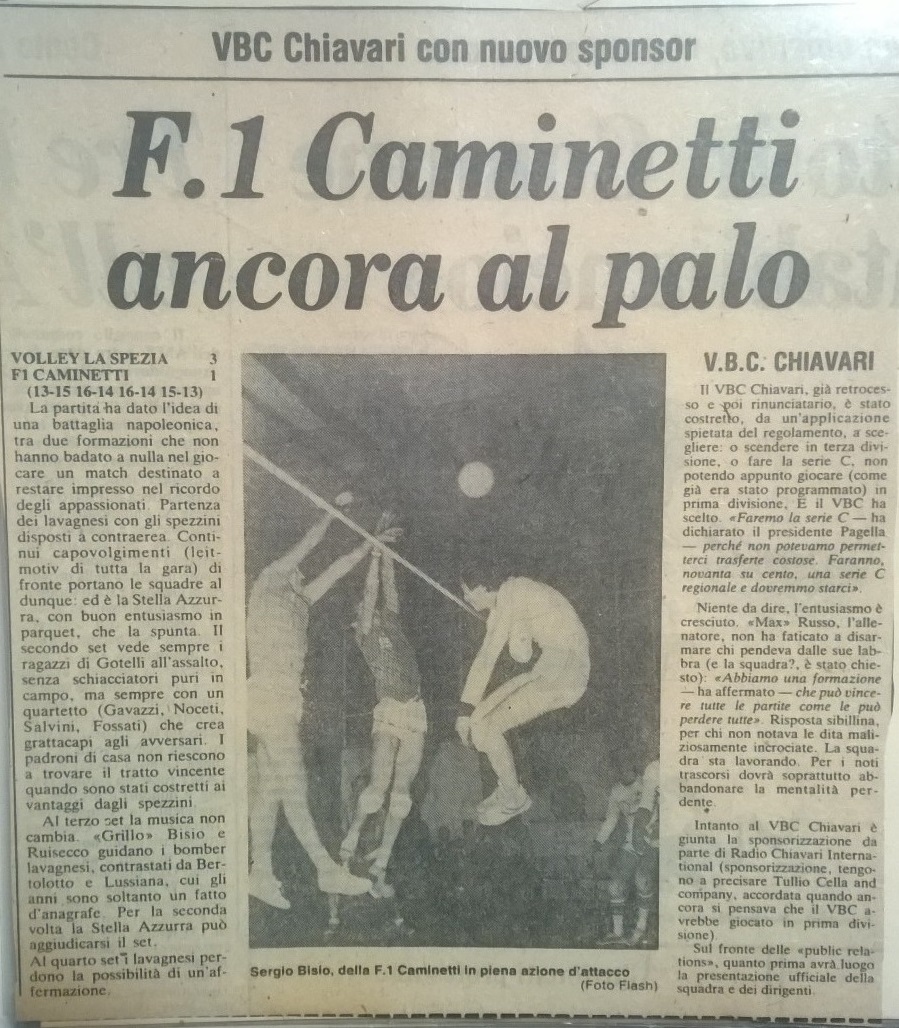 VBC Chiavari con nuovo sponsor
F.1 Caminetti
ancora al palo
VOLLEY LA SPEZIA 3
F1 CAMINETTI 1
(13-15 16-14 16-14 15-13)
La partita ha dato l'idea di
una battaglia napoleonica,
tra due formazioni che non
hanno badato a nulla nel gio-
care un match destinato a
restare impresso nel ricordo
degli appassionati. Partenza
dei lavagnesi con gli spezzini
disposti à contraerea. Conti-
nui capovolgimenti (leit-
motiv di tutta la gara) di
fronte portano le squadre al
dunque: ed è la Stella Azzur-
ra, con buon entusiasmo in
parquet, che la spunta. Il
secondo set vede sempre i
ragazzi di Gotelli all'assalto,
senza schiacciatori puri in
campo, ma sempre con un
quartetto (Gavazzi, Noceti,
Salvini, Fossati) che crea
grattacapi agli avversari. I
padroni di casa non riescono
a trovare il tratto vincente
quando sono stati costretti ai
vantaggi dagli spezzini.
Al terzo set la musica non
cambia. «Grillo» Bisio e
Ruisecco guidano i bomber
lavagnesi, contrastati da Ber-
tolotto e Lussiana, cui gli
anni sono soltanto un fatto
d'anagrafe. Per la seconda
volta la Stella Azzurra può
aggiudicarsi il set.
Al quarto set i lavagnesi per-
dono la possibilità di un'af-
fermazione.
Sergio Bisio, della F.1 Caminetti in piena azione d'attacco
(Foto Flash)
V.B.C. CHIAVARI
Il VBC Chiavari, già retroces-
so e poi rinunciatario, è stato
costretto, da un'applicazione
spietata del regolamento, a sce-
gliere: o scendere in terza divi-
sione, o fare la serie C, non
potendo appunto giocare (come
già era stato programmato) in
prima divisione. E il VBC ha
scelto. «Faremo la serie C — ha
dichiarato il presidente Pagella
— perché non potevamo permet-
terci trasferte costose. Faranno,
novanta su cento, una serie C
regionale e dovremmo starci».
Niente da dire, l'entusiasmo è
cresciuto. «Max» Russo, l'alle-
natore, non ha faticato a disar-
mare chi pendeva dalle sue lab-
bra (e la squadra?, è stato chie-
sto): «Abbiamo una formazione
— ha affermato — che può vince-
re tutte le partite come le può
perdere tutte». Risposta sibillina,
per chi non notava le dita mali-
ziosamente incrociate. La squa-
dra sta lavorando. Per i noti
trascorsi dovrà soprattutto ab-
bandonare la mentalità per-
dente.
Intanto al VBC Chiavari è
giunta la sponsorizzazione da
parte di Radio Chiavari Interna-
tional (sponsorizzazione, tengo-
no a precisare Tullio Cella and
company, accordata quando an-
cora si pensava che il VBC a-
vrebbe giocato in prima divi-
sione).
Sul fronte delle «public rela-
tions», quanto prima avrà luogo
la presentazione ufficiale della
squadra e dei dirigenti.